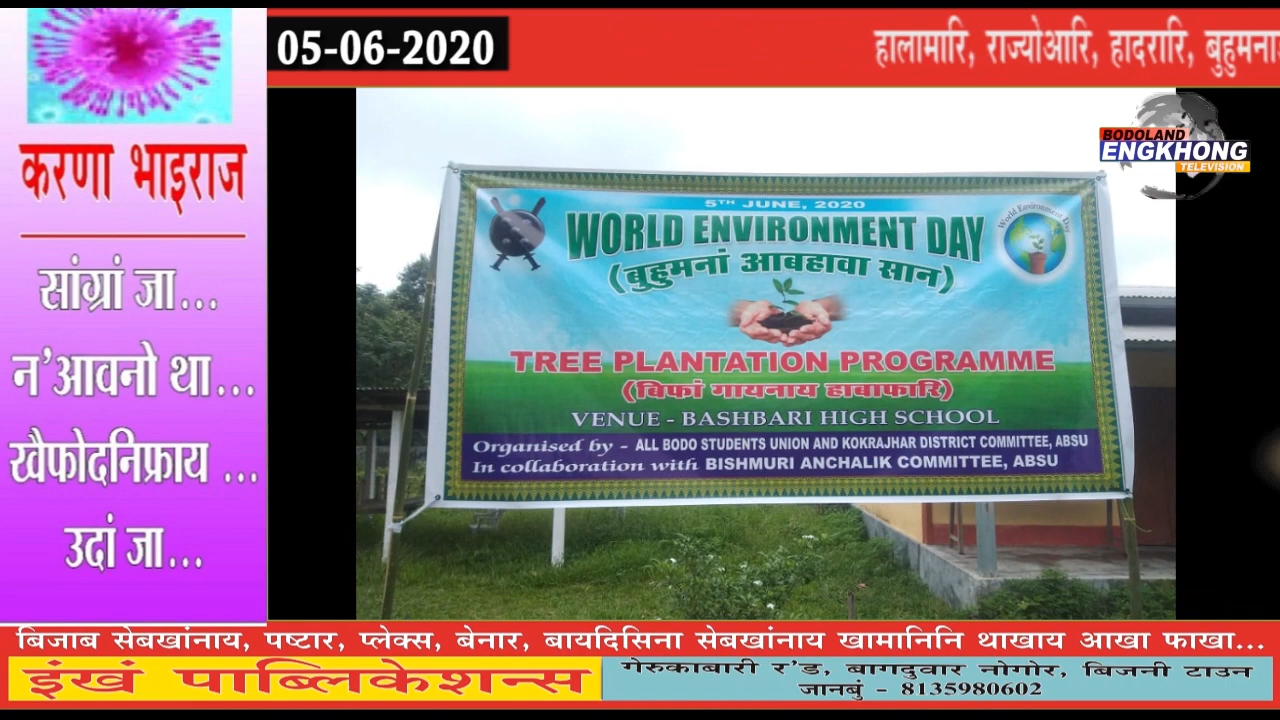 05-06-2020
हालामारि, राज्योआरि, हादरारि,
BODOLAND
ENGKHONG
TELEVISION
करणा भाइराज
सांग्रां जा...
न'आवनो था...
खैफोदनिफ्राय ...
उदां जा...
5TH JUNE, 2020
WORLD ENVIRONMENT DAY
(बुहुमनां आबहावा सान)
World Environment Day
TREE PLANTATION PROGRAMME
(बिफां गायनाय हाबाफारि)
VENUE - BASHBARI HIGH SCHOOL
Organised by - ALL BODO STUDENTS UNION AND KOKRAJHAR DISTRICT COMMITTEE, ABSU
In collaboration with BISHMURI ANCHALIK COMMITTEE, ABSU
बिजाब सेबखांनाय, पष्टार, प्लेक्स, बेनार, बायदिसिना सेबखांनाय खामानिनि थाखाय आखा फाखा...
इंखं पाब्लिकेशन्स
गेरुकाबारी र'ड, बागदुवार नोगोर, बिजनी टाउन
जानबुं - 8135980602